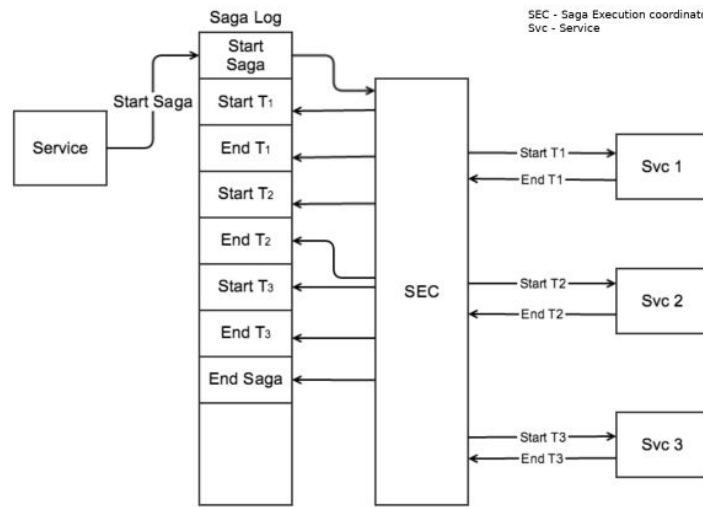 Saga Log
SEC - Saga Execution coordinat
Svc - Service
Start
Saga
Start Saga
Service
Start T₁
End T₁
Start T₂
End T₂
Start T₃
End T₃
End Saga
SEC
Start T1
End T1
Svc 1
Start T2
End T2
Svc 2
Start T3
End T3
Svc 3